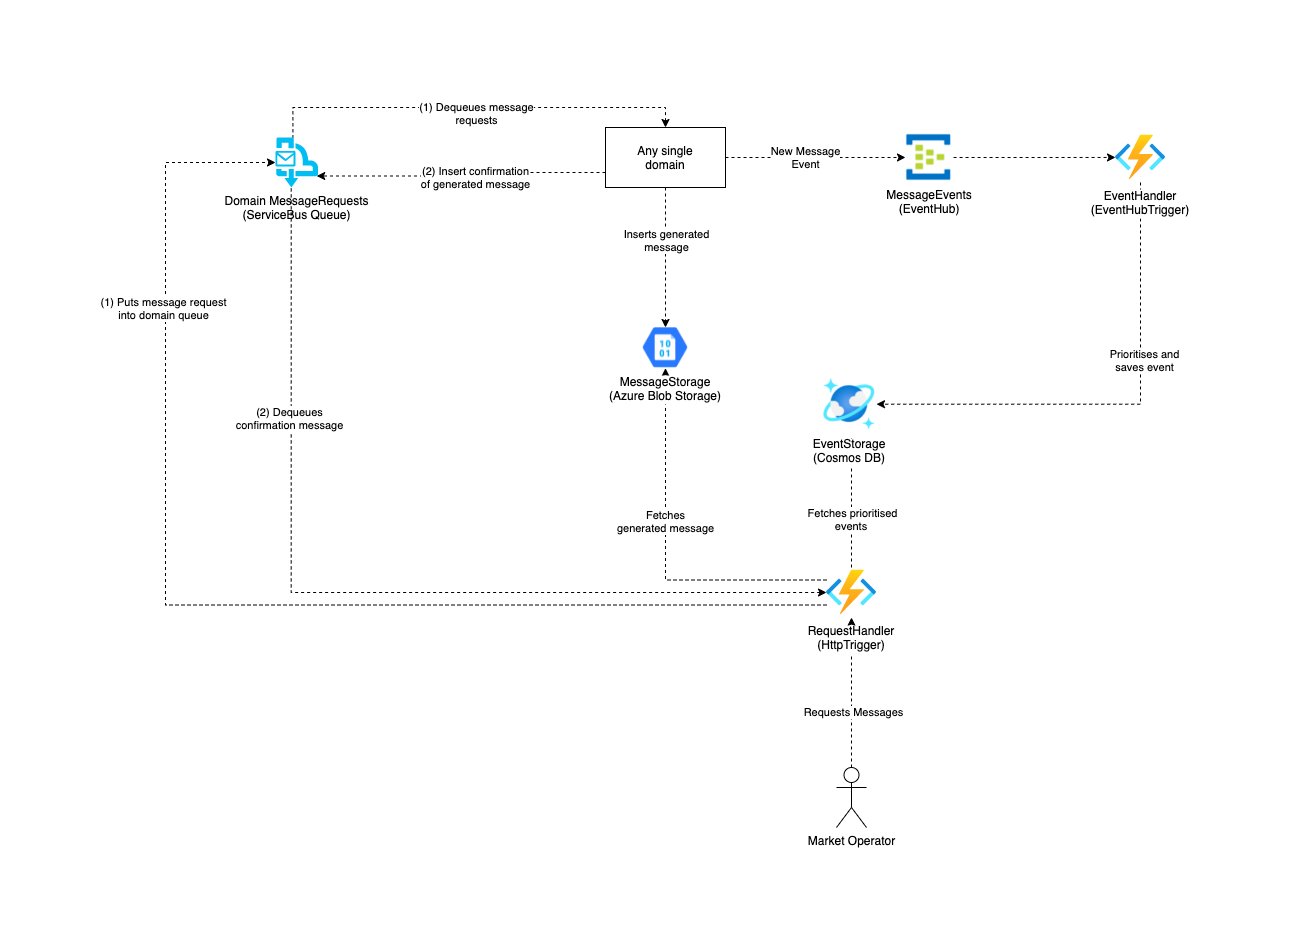 (1) Dequeues message
requests
Any single
domain
New Message
Event
(2) Insert confirmation
of generated message
Domain MessageRequests
(ServiceBus Queue)
MessageEvents
(EventHub)
EventHandler
(EventHubTrigger)
Inserts generated
message
(1) Puts message request
into domain queue
10
01
MessageStorage
(Azure Blob Storage)
Prioritises and
saves event
(2) Dequeues
confirmation message
EventStorage
(Cosmos DB)
Fetches
generated message
Fetches prioritised
events
RequestHandler
(HttpTrigger)
Requests Messages
Market Operator